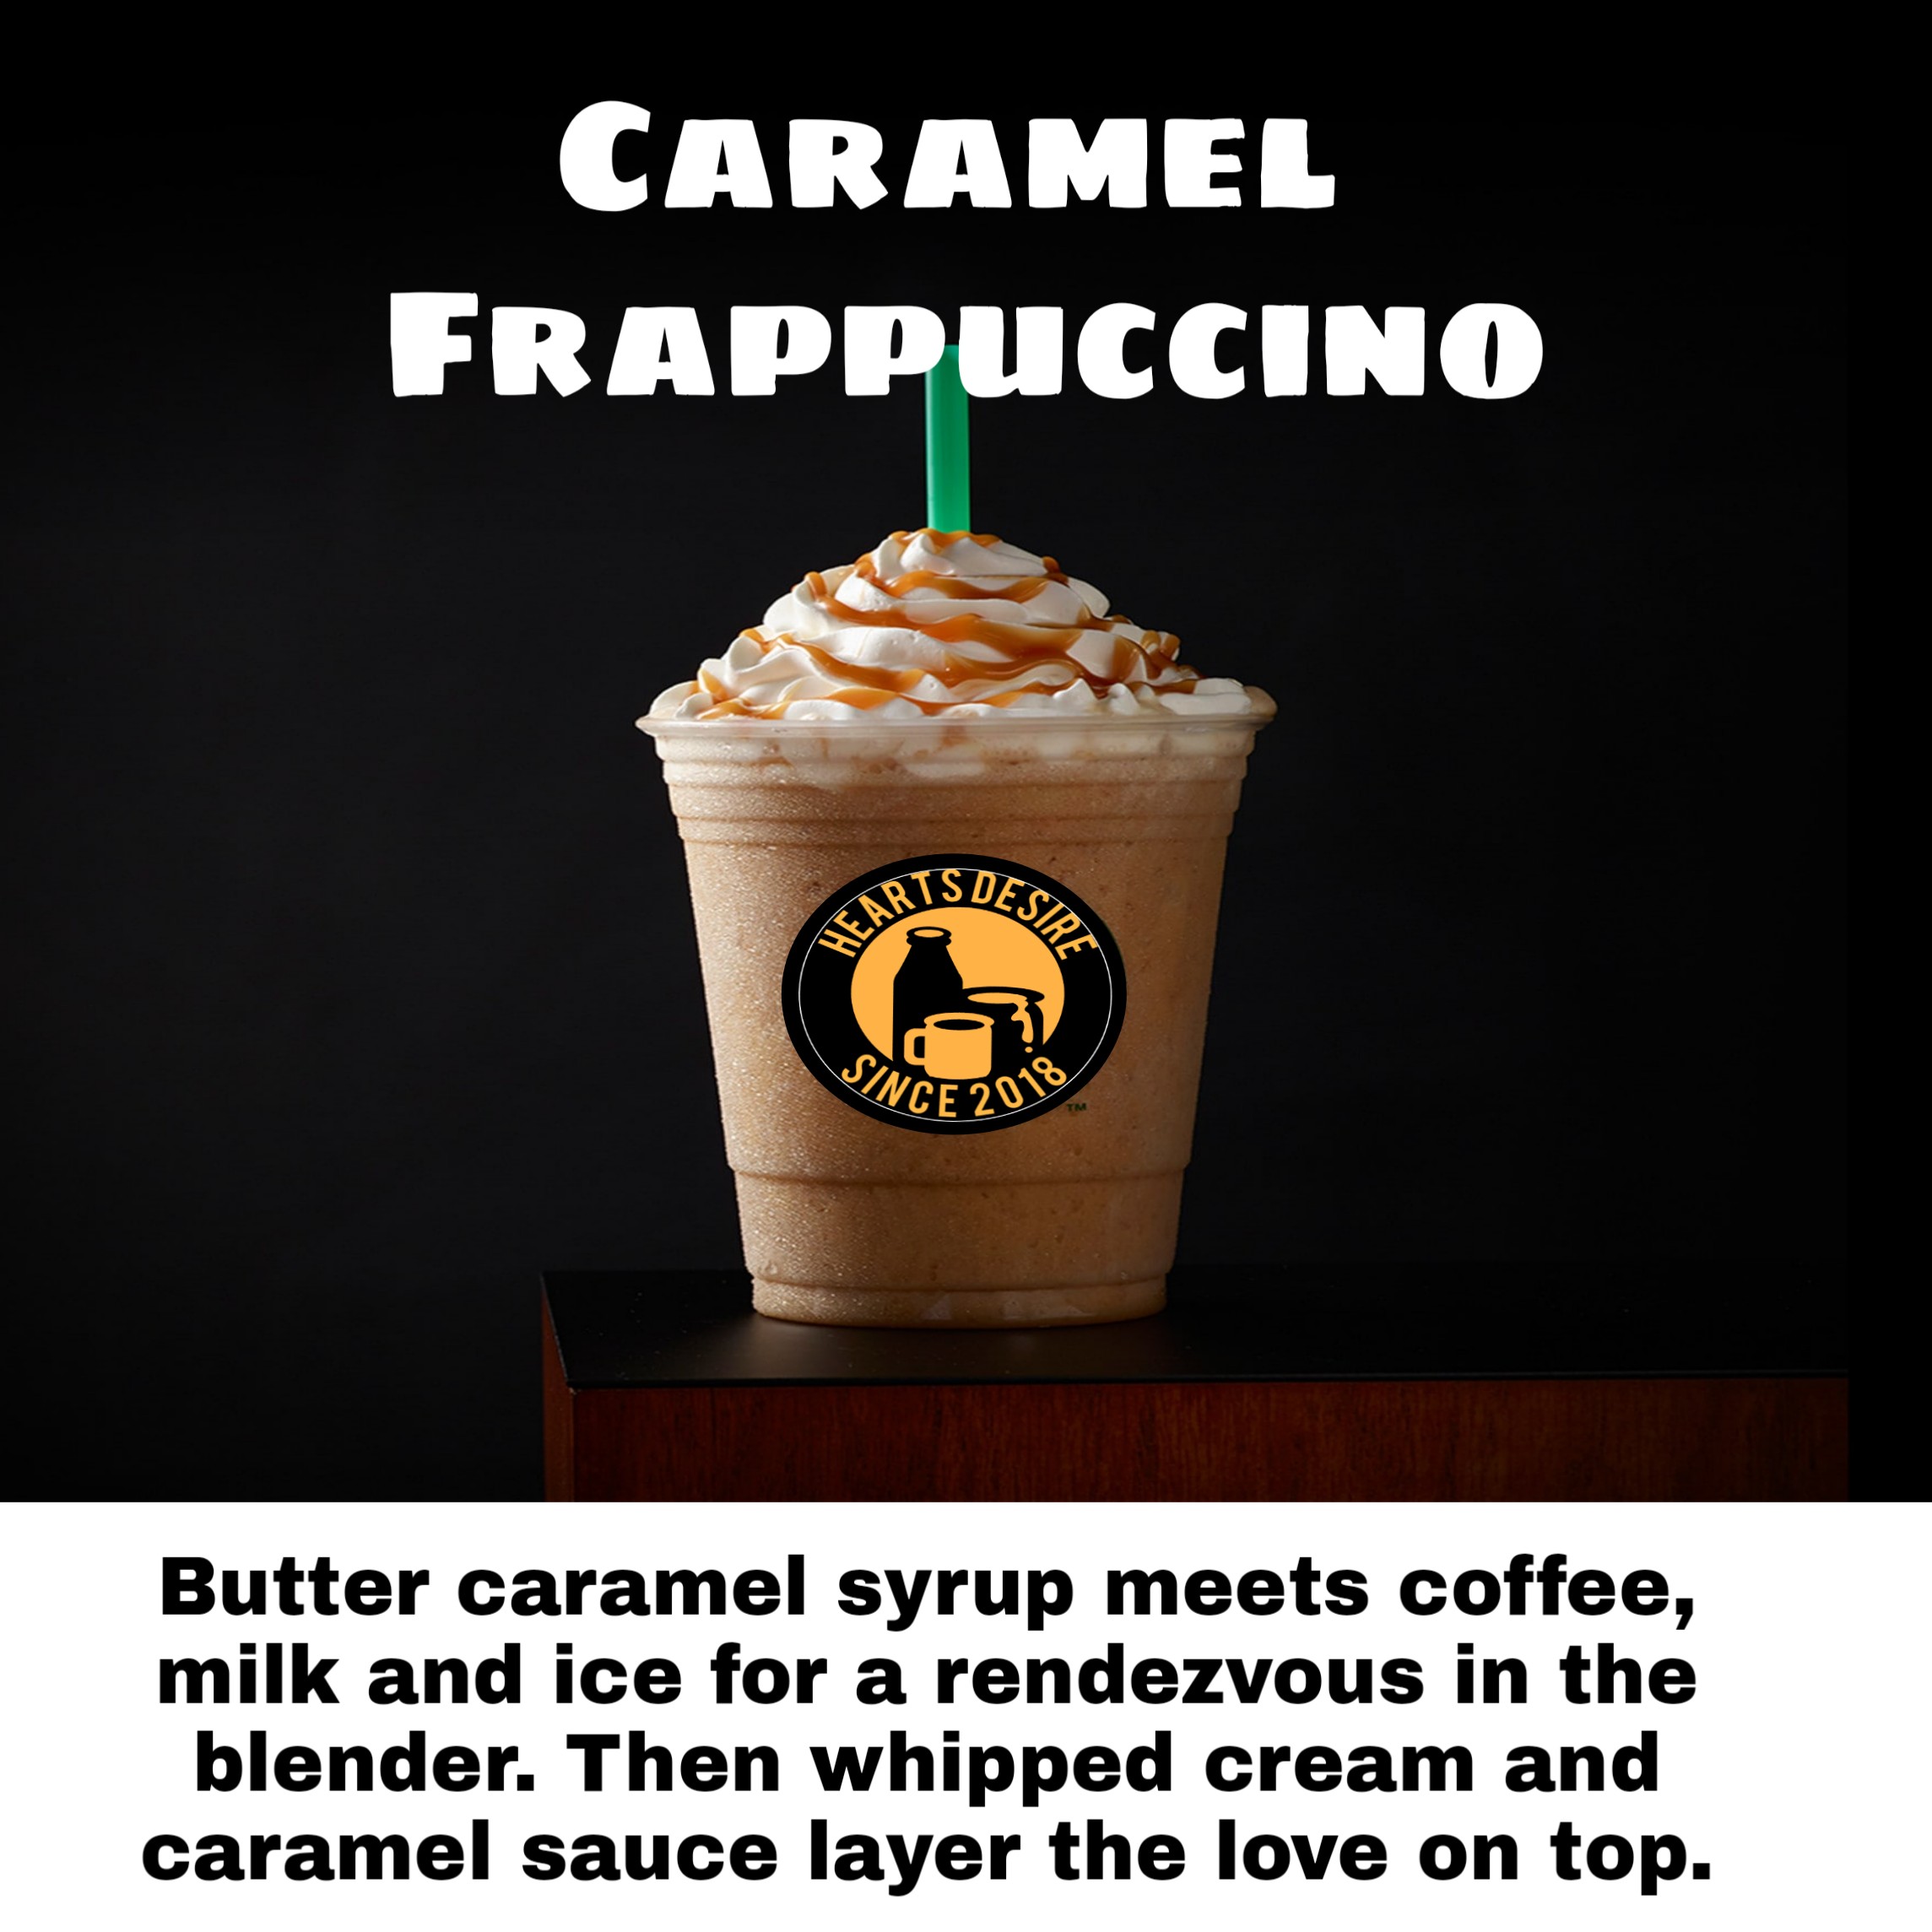 CARAMEL
FRAPPUCCINO
HEARTS DESIRE
SINCE 2018
TM
Butter caramel syrup meets coffee,
milk and ice for a rendezvous in the
blender. Then whipped cream and
caramel sauce layer the love on top.